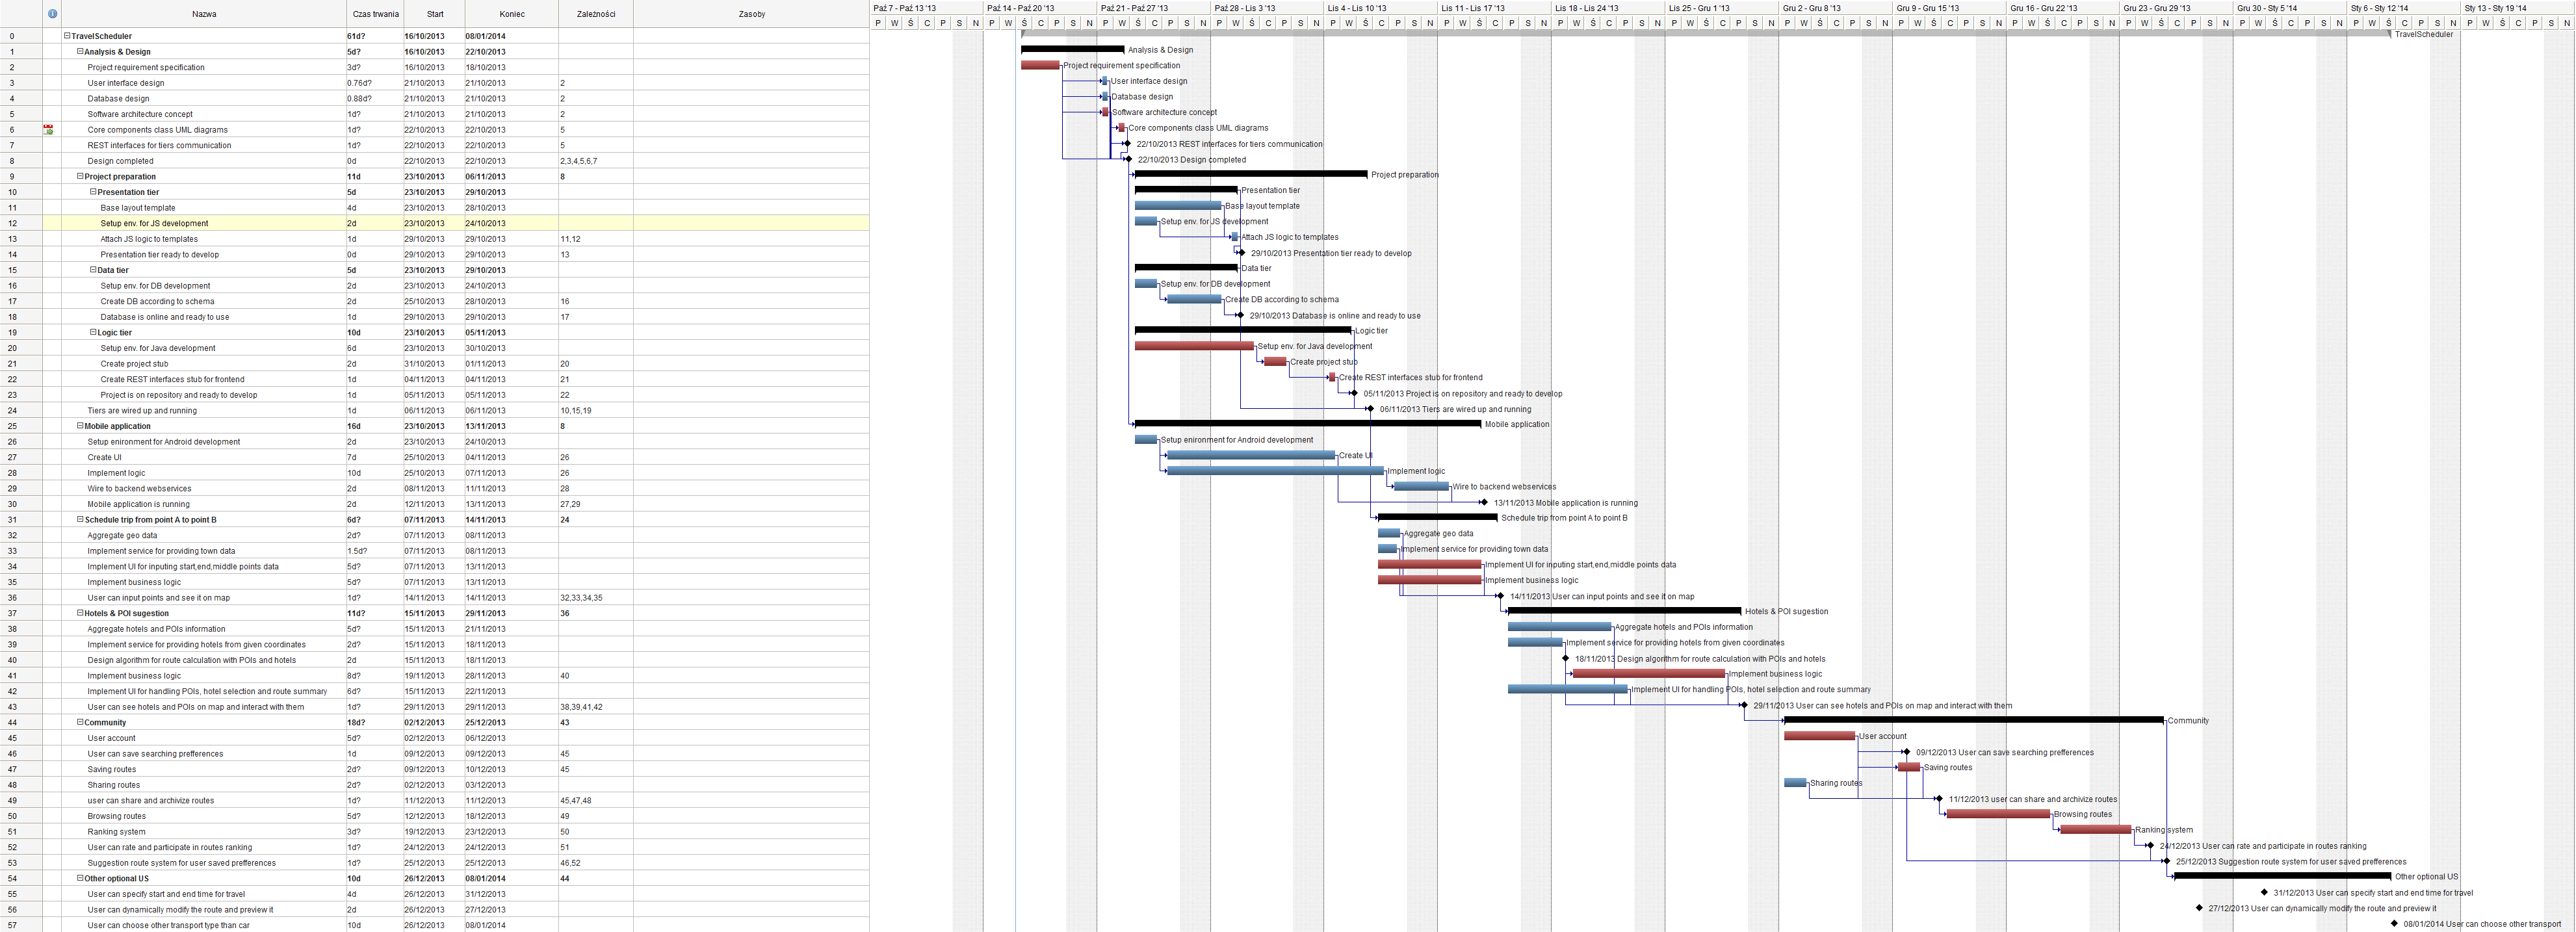 Nazwa Czas trwania Start Koniec Zależności Zasoby
Paź 7 - Paź 13 '13 Paź 14 - Paź 20 '13 Paź 21 - Paź 27 '13 Paź 28 - Lis 3 '13 Lis 4 - Lis 10 '13 Lis 11 - Lis 17 '13 Lis 18 - Lis 24 '13 Lis 25 - Gru 1 '13 Gru 2 - Gru 8 '13 Gru 9 - Gru 15 '13 Gru 16 - Gru 22 '13 Gru 23 - Gru 29 '13 Gru 30 - Sty 5 '14 Sty 6 - Sty 12 '14 Sty 13 - Sty 19 '14
P W Ś C P S N P W Ś C P S N P W Ś C P S N P W Ś C P S N P W Ś C P S N P W Ś C P S N P W Ś C P S N P W Ś C P S N P W Ś C P S N P W Ś C P S N P W Ś C P S N P W Ś C P S N P W Ś C P S N P W Ś C P S N P W Ś C P S N
0 TravelScheduler 61d? 16/10/2013 08/01/2014 TravelScheduler
1 Analysis & Design 5d? 16/10/2013 22/10/2013 Analysis & Design
2 Project requirement specification 3d? 16/10/2013 18/10/2013 Project requirement specification
3 User interface design 0.76d? 21/10/2013 21/10/2013 2 User interface design
4 Database design 0.88d? 21/10/2013 21/10/2013 2 Database design
5 Software architecture concept 1d? 21/10/2013 21/10/2013 2 Software architecture concept
6 Core components class UML diagrams 1d? 22/10/2013 22/10/2013 5 Core components class UML diagrams
7 REST interfaces for tiers communication 1d? 22/10/2013 22/10/2013 5 22/10/2013 REST interfaces for tiers communication
8 Design completed 0d 22/10/2013 22/10/2013 2,3,4,5,6,7 22/10/2013 Design completed
9 Project preparation 11d 23/10/2013 06/11/2013 8 Project preparation
10 Presentation tier 5d 23/10/2013 29/10/2013 Presentation tier
11 Base layout template 4d 23/10/2013 28/10/2013 Base layout template
12 Setup env. for JS development 2d 23/10/2013 24/10/2013 Setup env. for JS development
13 Attach JS logic to templates 1d 29/10/2013 29/10/2013 11,12 Attach JS logic to templates
14 Presentation tier ready to develop 0d 29/10/2013 29/10/2013 13 29/10/2013 Presentation tier ready to develop
15 Data tier 5d 23/10/2013 29/10/2013 Data tier
16 Setup env. for DB development 2d 23/10/2013 24/10/2013 Setup env. for DB development
17 Create DB according to schema 2d 25/10/2013 28/10/2013 16 Create DB according to schema
18 Database is online and ready to use 1d 29/10/2013 29/10/2013 17 29/10/2013 Database is online and ready to use
19 Logic tier 10d 23/10/2013 05/11/2013 Logic tier
20 Setup env. for Java development 6d 23/10/2013 30/10/2013 Setup env. for Java development
21 Create project stub 2d 31/10/2013 01/11/2013 20 Create project stub
22 Create REST interfaces stub for frontend 1d 04/11/2013 04/11/2013 21 Create REST interfaces stub for frontend
23 Project is on repository and ready to develop 1d 05/11/2013 05/11/2013 22 05/11/2013 Project is on repository and ready to develop
24 Tiers are wired up and running 1d 06/11/2013 06/11/2013 10,15,19 06/11/2013 Tiers are wired up and running
25 Mobile application 16d 23/10/2013 13/11/2013 8 Mobile application
26 Setup enironment for Android development 2d 23/10/2013 24/10/2013 Setup enironment for Android development
27 Create UI 7d 25/10/2013 04/11/2013 26 Create UI
28 Implement logic 10d 25/10/2013 07/11/2013 26 Implement logic
29 Wire to backend webservices 2d 08/11/2013 11/11/2013 28 Wire to backend webservices
30 Mobile application is running 2d 12/11/2013 13/11/2013 27,29 13/11/2013 Mobile application is running
31 Schedule trip from point A to point B 6d? 07/11/2013 14/11/2013 24 Schedule trip from point A to point B
32 Aggregate geo data 2d? 07/11/2013 08/11/2013 Aggregate geo data
33 Implement service for providing town data 1.5d? 07/11/2013 08/11/2013 Implement service for providing town data
34 Implement UI for inputing start,end,middle points data 5d? 07/11/2013 13/11/2013 Implement UI for inputing start,end,middle points data
35 Implement business logic 5d? 07/11/2013 13/11/2013 Implement business logic
36 User can input points and see it on map 1d? 14/11/2013 14/11/2013 32,33,34,35 14/11/2013 User can input points and see it on map
37 Hotels & POI sugestion 11d? 15/11/2013 29/11/2013 36 Hotels & POI sugestion
38 Aggregate hotels and POIs information 5d? 15/11/2013 21/11/2013 Aggregate hotels and POIs information
39 Implement service for providing hotels from given coordinates 2d? 15/11/2013 18/11/2013 Implement service for providing hotels from given coordinates
40 Design algorithm for route calculation with POIs and hotels 2d 15/11/2013 18/11/2013 18/11/2013 Design algorithm for route calculation with POIs and hotels
41 Implement business logic 8d? 19/11/2013 28/11/2013 40 Implement business logic
42 Implement UI for handling POIs, hotel selection and route summary 6d? 15/11/2013 22/11/2013 Implement UI for handling POIs, hotel selection and route summary
43 User can see hotels and POIs on map and interact with them 1d? 29/11/2013 29/11/2013 38,39,41,42 29/11/2013 User can see hotels and POIs on map and interact with them
44 Community 18d? 02/12/2013 25/12/2013 43 Community
45 User account 5d? 02/12/2013 06/12/2013 User account
46 User can save searching prefferences 1d 09/12/2013 09/12/2013 45 09/12/2013 User can save searching prefferences
47 Saving routes 2d? 09/12/2013 10/12/2013 45 Saving routes
48 Sharing routes 2d? 02/12/2013 03/12/2013 Sharing routes
49 user can share and archivize routes 1d? 11/12/2013 11/12/2013 45,47,48 11/12/2013 user can share and archivize routes
50 Browsing routes 5d? 12/12/2013 18/12/2013 49 Browsing routes
51 Ranking system 3d? 19/12/2013 23/12/2013 50 Ranking system
52 User can rate and participate in routes ranking 1d? 24/12/2013 24/12/2013 51 24/12/2013 User can rate and participate in routes ranking
53 Suggestion route system for user saved prefferences 1d? 25/12/2013 25/12/2013 46,52 25/12/2013 Suggestion route system for user saved prefferences
54 Other optional US 10d 26/12/2013 08/01/2014 44 Other optional US
55 User can specify start and end time for travel 4d 26/12/2013 31/12/2013 31/12/2013 User can specify start and end time for travel
56 User can dynamically modify the route and preview it 2d 26/12/2013 27/12/2013 27/12/2013 User can dynamically modify the route and preview it
57 User can choose other transport type than car 10d 26/12/2013 08/01/2014 08/01/2014 User can choose other transport